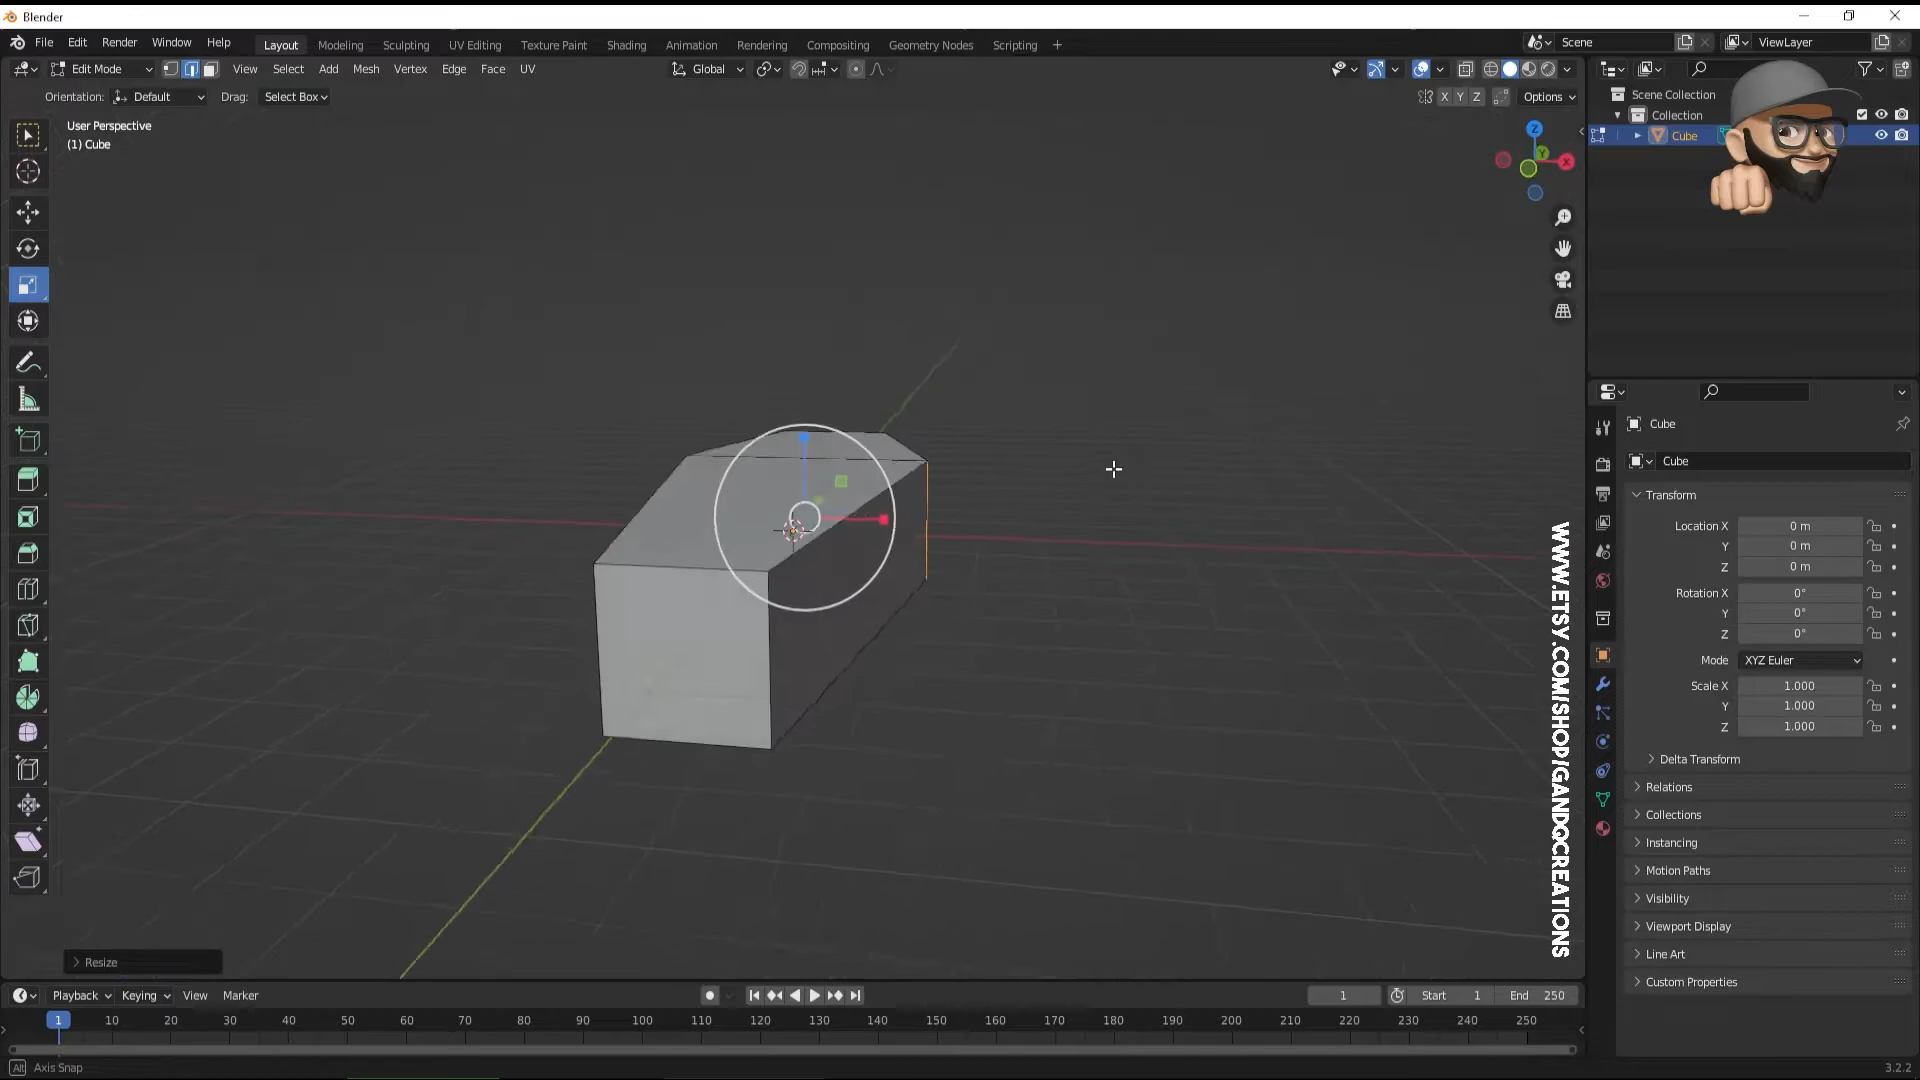 Blender
File Edit Render Window Help
Layout Modeling Sculpting UV Editing Texture Paint Shading Animation Rendering Compositing Geometry Nodes Scripting +
Scene
ViewLayer
Edit Mode
View Select Add Mesh Vertex Edge Face UV
Global
Orientation: Default Drag: Select Box
X Y Z
Options
User Perspective
(1) Cube
Z
Y
X
Scene Collection
Collection
Cube
Cube
Cube
Transform
Location X 0 m
Y 0 m
Z 0 m
Rotation X 0°
Y 0°
Z 0°
Mode XYZ Euler
Scale X 1.000
Y 1.000
Z 1.000
Delta Transform
Relations
Collections
Instancing
Motion Paths
Visibility
Viewport Display
Line Art
Custom Properties
WWW.ETSY.COM/SHOP/GANDQCREATIONS
Resize
Playback Keying View Marker
1
Start 1
End 250
1 10 20 30 40 50 60 70 80 90 100 110 120 130 140 150 160 170 180 190 200 210 220 230 240 250
Alt Axis Snap
3.2.2